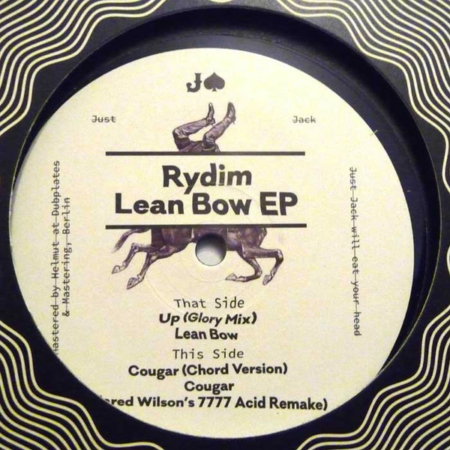 J
Just
Jack
Rydim
Lean Bow EP
Mastered by Helmut at Dubplates
& Mastering, Berlin
Just Jack will eat your head
That Side
Up (Glory Mix)
Lean Bow
This Side
Cougar (Chord Version)
Cougar
Wilson's 7777 Acid Remake)